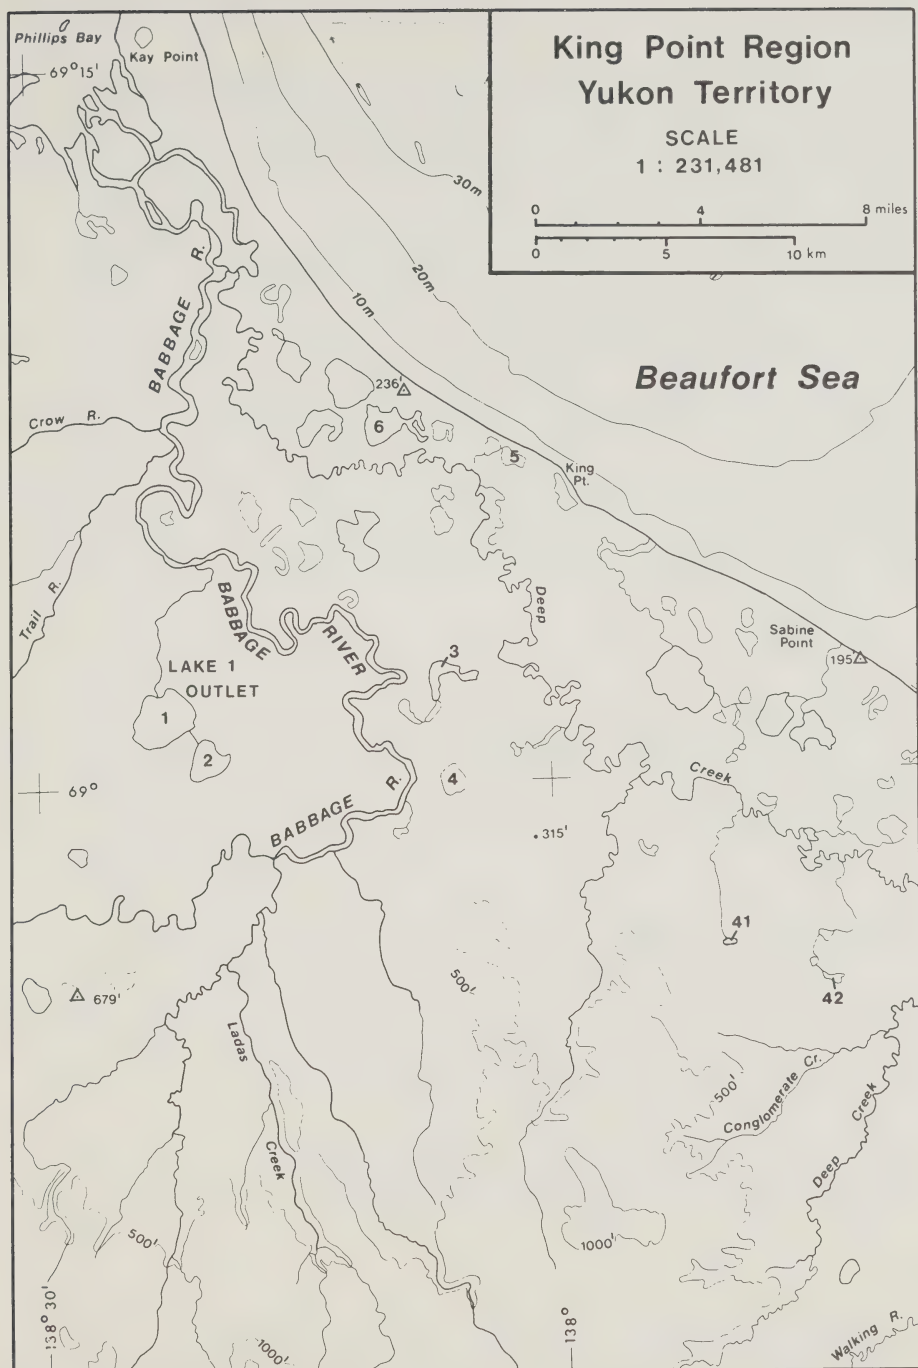 Phillips Bay
Kay Point
69°15'
King Point Region
Yukon Territory
SCALE
1 : 231,481
0 4 8 miles
0 5 10 km
30m
20m
10m
BABBAGE R.
Beaufort Sea
236'
Crow R.
6
5
King
Pt.
Trail R.
BABBAGE
RIVER
Deep
Sabine
Point
195
3
LAKE 1
OUTLET
1
2
4
Creek
69°
BABBAGE R.
315'
41
42
500'
679'
Ladas
Creek
500'
Conglomerate Cr.
Deep Creek
500'
1000'
138° 30'
1000'
138°
Walking R.